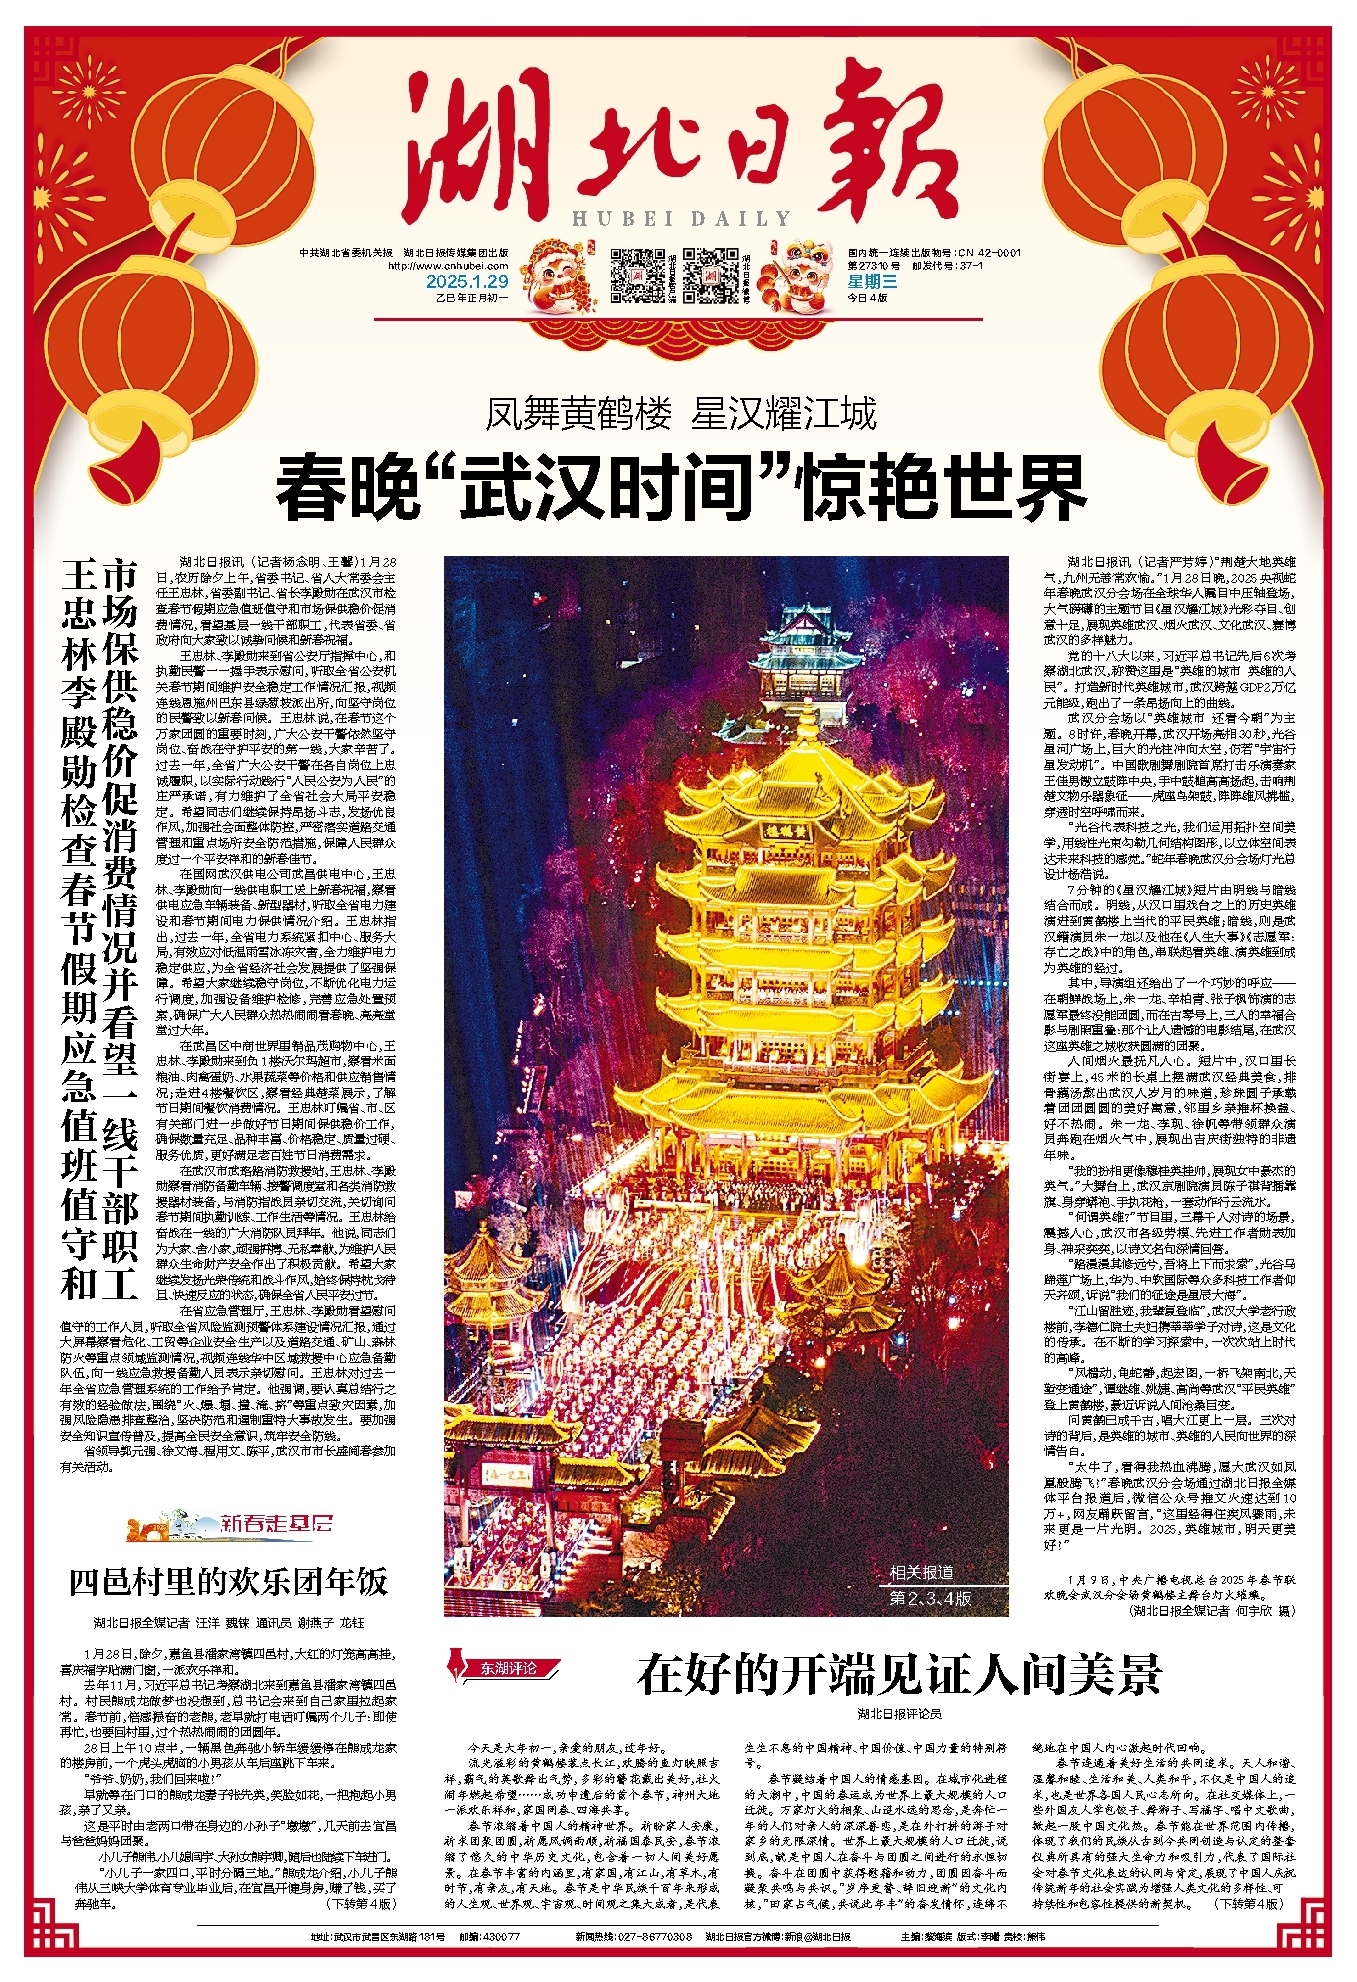 湖北日報
HUBEI DAILY
中共湖北省委机关报　湖北日报传媒集团出版
http://www.cnhubei.com
2025.1.29
乙巳年正月初一
国内统一连续出版物号：CN 42-0001
第27310号　邮发代号：37-1
星期三
今日4版
凤舞黄鹤楼 星汉耀江城
春晚“武汉时间”惊艳世界
王忠林李殿勋检查春节假期应急值班值守和
市场保供稳价促消费情况并看望一线干部职工
湖北日报讯（记者杨念明、王馨）1月28
日，农历除夕上午，省委书记、省人大常委会主
任王忠林，省委副书记、省长李殿勋在武汉市检
查春节假期应急值班值守和市场保供稳价促消
费情况，看望基层一线干部职工，代表省委、省
政府向大家致以诚挚问候和新春祝福。
王忠林、李殿勋来到省公安厅指挥中心，和
执勤民警一一握手表示慰问，听取全省公安机
关春节期间维护安全稳定工作情况汇报，视频
连线恩施州巴东县绿葱坡派出所，向坚守岗位
的民警致以新春问候。王忠林说，在春节这个
万家团圆的重要时刻，广大公安干警依然坚守
岗位、奋战在守护平安的第一线，大家辛苦了。
过去一年，全省广大公安干警在各自岗位上忠
诚履职，以实际行动践行“人民公安为人民”的
庄严承诺，有力维护了全省社会大局平安稳
定。希望同志们继续保持昂扬斗志，发扬优良
作风，加强社会面整体防控，严密落实道路交通
管理和重点场所安全防范措施，保障人民群众
度过一个平安祥和的新春佳节。
在国网武汉供电公司武昌供电中心，王忠
林、李殿勋向一线供电职工送上新春祝福，察看
供电应急车辆装备、新型器材，听取全省电力建
设和春节期间电力保供情况介绍。王忠林指
出，过去一年，全省电力系统紧扣中心、服务大
局，有效应对低温雨雪冰冻灾害，全力维护电力
稳定供应，为全省经济社会发展提供了坚强保
障。希望大家继续稳守岗位，不断优化电力运
行调度，加强设备维护检修，完善应急处置预
案，确保广大人民群众热热闹闹看春晚、亮亮堂
堂过大年。
在武昌区中商世界里销品茂购物中心，王
忠林、李殿勋来到负1楼沃尔玛超市，察看米面
粮油、肉禽蛋奶、水果蔬菜等价格和供应销售情
况；走进4楼餐饮区，察看经典楚菜展示，了解
节日期间餐饮消费情况。王忠林叮嘱省、市、区
有关部门进一步做好节日期间保供稳价工作，
确保数量充足、品种丰富、价格稳定、质量过硬、
服务优质，更好满足老百姓节日消费需求。
在武汉市武珞路消防救援站，王忠林、李殿
勋察看消防备勤车辆、接警调度室和各类消防救
援器材装备，与消防指战员亲切交流，关切询问
春节期间执勤训练、工作生活等情况。王忠林给
奋战在一线的广大消防队员拜年。他说，同志们
为大家、舍小家，顽强拼搏、无私奉献，为维护人民
群众生命财产安全作出了积极贡献。希望大家
继续发扬光荣传统和战斗作风，始终保持枕戈待
旦、快速反应的状态，确保全省人民平安过节。
在省应急管理厅，王忠林、李殿勋看望慰问
值守的工作人员，听取全省风险监测预警体系建设情况汇报，通过
大屏幕察看危化、工贸等企业安全生产以及道路交通、矿山、森林
防火等重点领域监测情况，视频连线华中区域救援中心应急备勤
队伍，向一线应急救援备勤人员表示亲切慰问。王忠林对过去一
年全省应急管理系统的工作给予肯定。他强调，要认真总结行之
有效的经验做法，围绕“火、爆、塌、撞、淹、挤”等重点致灾因素，加
强风险隐患排查整治，坚决防范和遏制重特大事故发生。要加强
安全知识宣传普及，提高全民安全意识，筑牢安全防线。
省领导郭元强、徐文海、程用文、陈平，武汉市市长盛阅春参加
有关活动。
新春走基层
四邑村里的欢乐团年饭
湖北日报全媒记者 汪洋 魏铼 通讯员 谢燕子 龙钰
1月28日，除夕，嘉鱼县潘家湾镇四邑村，大红的灯笼高高挂，
喜庆福字贴满门窗，一派欢乐祥和。
去年11月，习近平总书记考察湖北来到嘉鱼县潘家湾镇四邑
村。村民熊成龙做梦也没想到，总书记会来到自己家里拉起家
常。春节前，倍感振奋的老熊，老早就打电话叮嘱两个儿子：即使
再忙，也要回村里，过个热热闹闹的团圆年。
28日上午10点半，一辆黑色奔驰小轿车缓缓停在熊成龙家
的楼房前，一个虎头虎脑的小男孩从车后座跳下车来。
“爷爷、奶奶，我们回来啦！”
早就等在门口的熊成龙妻子张先英，笑脸如花，一把抱起小男
孩，亲了又亲。
这是平时由老两口带在身边的小孙子“墩墩”，几天前去宜昌
与爸爸妈妈团聚。
小儿子熊伟、小儿媳闫宇、大孙女熊宇卿，随后也陆续下车进门。
“小儿子一家四口，平时分隔三地。”熊成龙介绍，小儿子熊
伟从三峡大学体育专业毕业后，在宜昌开健身房，赚了钱，买了
奔驰车。　（下转第4版）
相关报道
第2、3、4版
湖北日报讯（记者严芳婷）“荆楚大地英雄
气，九州无善常欢愉。”1月28日晚，2025央视蛇
年春晚武汉分会场在全球华人瞩目中压轴登场，
大气磅礴的主题节目《星汉耀江城》光彩夺目、创
意十足，展现英雄武汉、烟火武汉、文化武汉、赛博
武汉的多样魅力。
党的十八大以来，习近平总书记先后6次考
察湖北武汉，称赞这里是“英雄的城市 英雄的人
民”。打造新时代英雄城市，武汉跨越GDP2万亿
元能级，跑出了一条昂扬向上的曲线。
武汉分会场以“英雄城市 还看今朝”为主
题。8时许，春晚开幕，武汉开场亮相30秒，光谷
星河广场上，巨大的光柱冲向太空，仿若“宇宙行
星发动机”。中国歌剧舞剧院首席打击乐演奏家
王佳男傲立鼓阵中央，手中鼓槌高高扬起，击响荆
楚文物乐器象征——虎座鸟架鼓，阵阵雄风拂槛，
穿透时空呼啸而来。
“光谷代表科技之光，我们运用拓扑空间美
学，用线性光束勾勒几何结构图形，以立体空间表
达未来科技的感觉。”蛇年春晚武汉分会场灯光总
设计杨浩说。
7分钟的《星汉耀江城》短片由明线与暗线
结合而成。明线，从汉口里戏台之上的历史英雄
演进到黄鹤楼上当代的平民英雄；暗线，则是武
汉籍演员朱一龙以及他在《人生大事》《志愿军：
存亡之战》中的角色，串联起看英雄、演英雄到成
为英雄的经过。
其中，导演组还给出了一个巧妙的呼应——
在朝鲜战场上，朱一龙、辛柏青、张子枫饰演的志
愿军最终没能团圆，而在古琴号上，三人的幸福合
影与剧照重叠：那个让人遗憾的电影结尾，在武汉
这座英雄之城收获圆满的团聚。
人间烟火最抚凡人心。短片中，汉口里长
街宴上，45米的长桌上摆满武汉经典美食，排
骨藕汤熬出武汉人岁月的味道，珍珠圆子承载
着团团圆圆的美好寓意，邻里乡亲推杯换盏、
好不热闹。朱一龙、李现、徐帆等带领群众演
员奔跑在烟火气中，展现出吉庆街独特的非遗
年味。
“我的扮相更像穆桂英挂帅，展现女中豪杰的
英气。”大舞台上，武汉京剧院演员陈子祺背插靠
旗、身穿蟒袍、手执花枪，一套动作行云流水。
“何谓英雄？”节目里，三幕千人对诗的场景，
震撼人心，武汉市各级劳模、先进工作者勋表加
身、神采奕奕，以诗文名句深情回答。
“路漫漫其修远兮，吾将上下而求索”，光谷马
蹄莲广场上，华为、中软国际等众多科技工作者仰
天齐颂，诉说“我们的征途是星辰大海”。
“江山留胜迹，我辈复登临”，武汉大学老行政
楼前，李德仁院士夫妇携莘莘学子对诗，这是文化
的传承。在不断的学习探索中，一次次站上时代
的高峰。
“风樯动，龟蛇静，起宏图，一桥飞架南北，天
堑变通途”，谭继雄、姚婕、高尚等武汉“平民英雄”
登上黄鹤楼，豪迈诉说人间沧桑巨变。
问黄鹤已成千古，唱大江更上一层。三次对
诗的背后，是英雄的城市、英雄的人民向世界的深
情告白。
“太牛了，看得我热血沸腾，愿大武汉如凤
凰般腾飞！”春晚武汉分会场通过湖北日报全媒
体平台报道后，微信公众号推文火速达到10
万+，网友踊跃留言，“这里经得住疾风骤雨，未
来更是一片光明。2025，英雄城市，明天更美
好！”
1月9日，中央广播电视总台2025年春节联
欢晚会武汉分会场黄鹤楼主舞台灯火璀璨。
（湖北日报全媒记者 何宇欣 摄）
东湖评论
在好的开端见证人间美景
湖北日报评论员
今天是大年初一，亲爱的朋友，过年好。
流光溢彩的黄鹤楼装点长江，欢腾的鱼灯映照吉
祥，霸气的英歌舞出气势，多彩的簪花戴出美好，社火
闹年燃起希望……成功申遗后的首个春节，神州大地
一派欢乐祥和，家国同春、四海共享。
春节浓缩着中国人的精神世界。祈盼家人安康，
祈求团聚团圆，祈愿风调雨顺，祈福国泰民安，春节浓
缩了悠久的中华历史文化，包含着一切人间美好愿
景。在春节丰富的内涵里，有家国，有江山，有草木，有
时节，有亲友，有天地。春节是中华民族千百年来形成
的人生观、世界观、宇宙观、时间观之集大成者，是代表
生生不息的中国精神、中国价值、中国力量的特别符
号。
春节凝结着中国人的情感基因。在城市化进程
的大潮中，中国的春运成为世界上最大规模的人口
迁徙。万家灯火的相聚、山迢水远的思念，是奔忙一
年的人们对亲人的深深眷恋，是在外打拼的游子对
家乡的无限深情。世界上最大规模的人口迁徙，说
到底，就是中国人在奋斗与团圆之间进行的永恒切
换。奋斗在团圆中获得慰藉和动力，团圆因奋斗而
凝聚共鸣与共识。“岁序更替、辞旧迎新”的文化内
核，“田家占气候，共说此年丰”的奋发情怀，连绵不
绝地在中国人内心激起时代回响。
春节连通着美好生活的共同追求。天人和谐、
温馨和睦、生活和美、人类和平，不仅是中国人的追
求，也是世界各国人民心志所向。在社交媒体上，一
些外国友人学包饺子、舞狮子、写福字、唱中文歌曲，
掀起一股中国文化热。春节能在世界范围内传播，
体现了我们的民族从古到今共同创造与认定的整套
仪典所具有的强大生命力和吸引力，代表了国际社
会对春节文化表达的认同与肯定，展现了中国人庆祝
传统新年的社会实践为增强人类文化的多样性、可
持续性和包容性提供的新契机。　（下转第4版）
地址：武汉市武昌区东湖路181号　邮编：430077　新闻热线：027-86770308　湖北日报官方微博：新浪@湖北日报　主编：黎海滨 版式：李曙 责校：熊伟